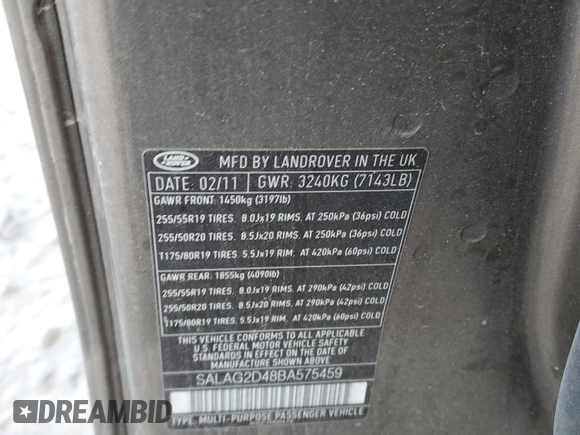 LAND ROVER
MFD BY LANDROVER IN THE UK
DATE: 02/11 GWR: 3240KG (7143LB)
GAWR FRONT: 1450kg (3197lb)
255/55R19 TIRES. 8.0Jx19 RIMS, AT 250kPa (36psi) COLD
255/50R20 TIRES. 8.5Jx20 RIMS, AT 250kPa (36psi) COLD
T175/80R19 TIRES. 5.5Jx19 RIM, AT 420kPa (60psi) COLD
GAWR REAR: 1855kg (4090lb)
255/55R19 TIRES. 8.0Jx19 RIMS, AT 290kPa (42psi) COLD
255/50R20 TIRES. 8.5Jx20 RIMS, AT 290kPa (42psi) COLD
T175/80R19 TIRES. 5.5Jx19 RIM, AT 420kPa (60psi) COLD
THIS VEHICLE CONFORMS TO ALL APPLICABLE
U.S. FEDERAL MOTOR VEHICLE SAFETY
STANDARDS IN EFFECT ON THE DATE OF
MANUFACTURE SHOWN ABOVE
SALAG2D48BA575459
TYPE: MULTI-PURPOSE PASSENGER VEHICLE
DREAMBID
.com